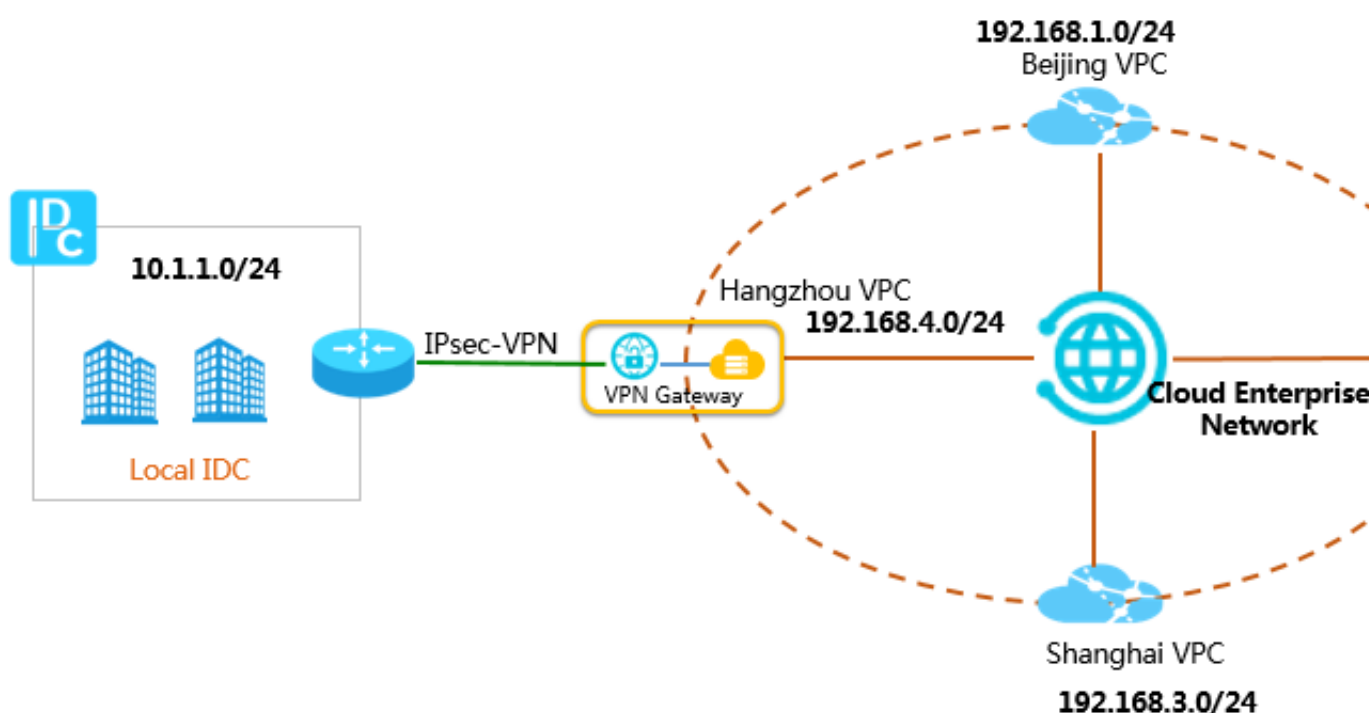 192.168.1.0/24
Beijing VPC
IDC
10.1.1.0/24
Hangzhou VPC
192.168.4.0/24
IPsec-VPN
VPN Gateway
Cloud Enterprise
Network
Local IDC
Shanghai VPC
192.168.3.0/24